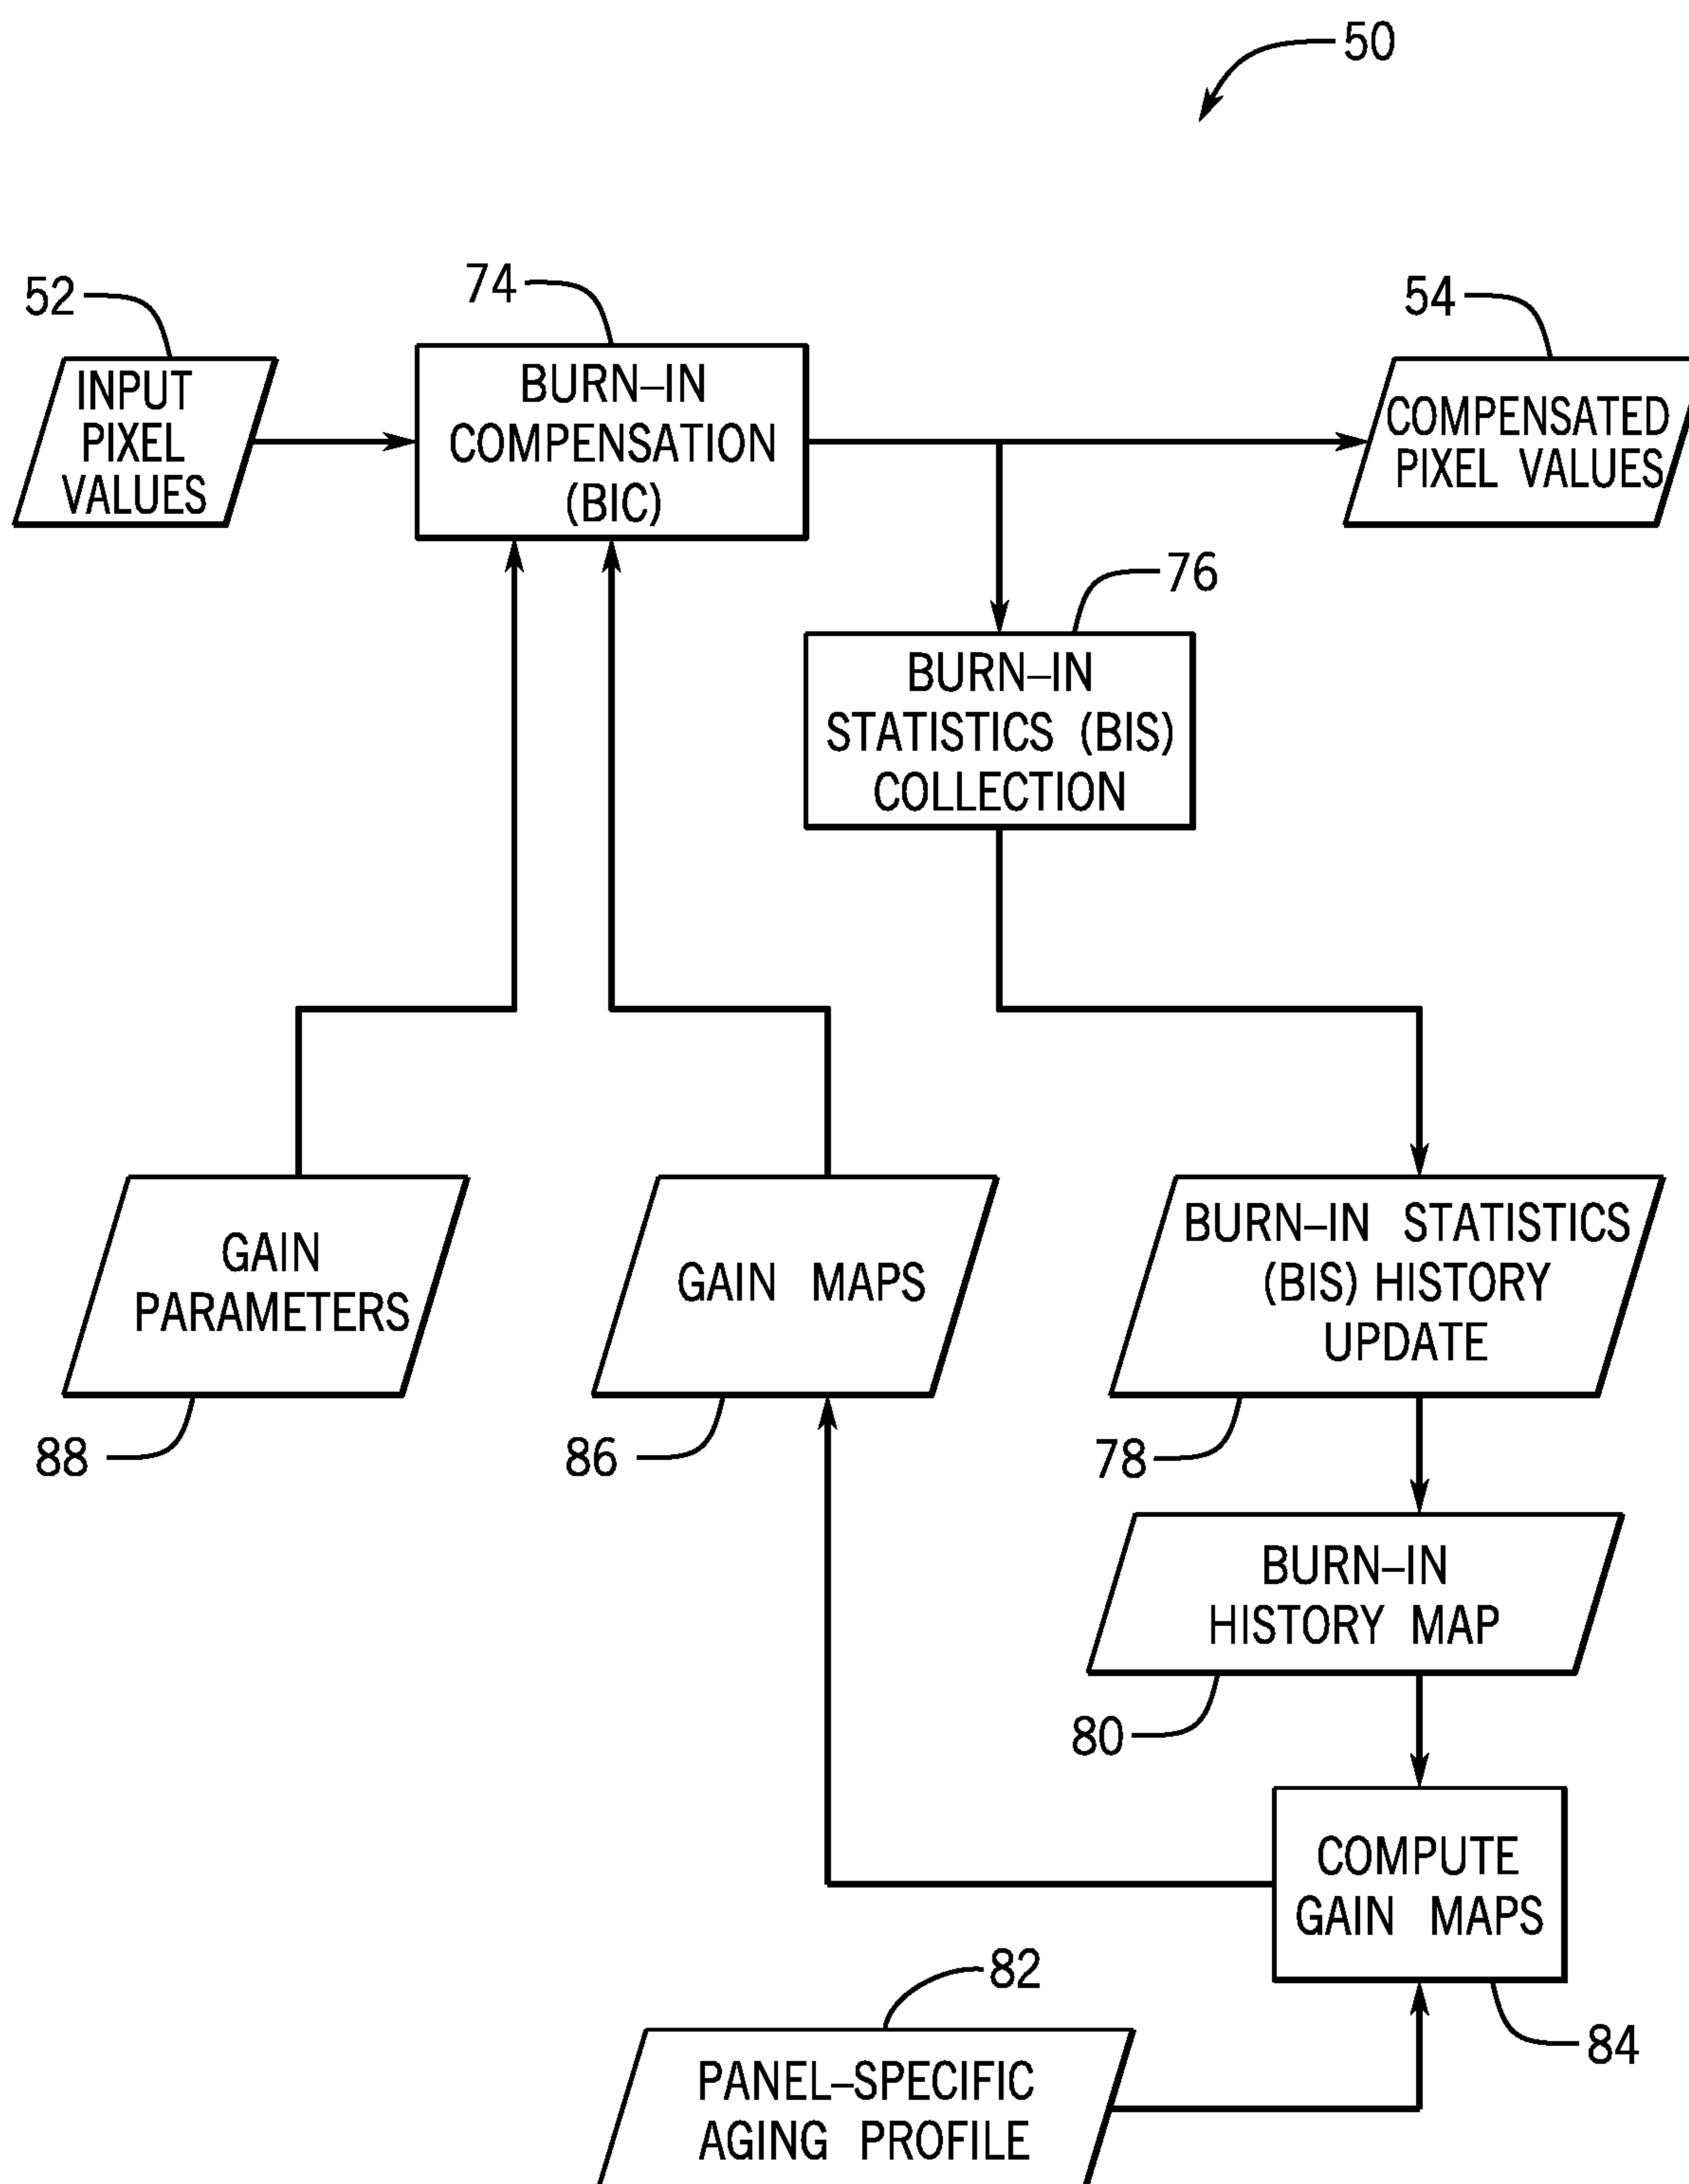 50
52
74
54
INPUT
PIXEL
VALUES
BURN–IN
COMPENSATION
(BIC)
COMPENSATED
PIXEL VALUES
76
BURN–IN
STATISTICS (BIS)
COLLECTION
GAIN
PARAMETERS
GAIN MAPS
BURN–IN STATISTICS
(BIS) HISTORY
UPDATE
88
86
78
BURN–IN
HISTORY MAP
80
COMPUTE
GAIN MAPS
82
84
PANEL–SPECIFIC
AGING PROFILE